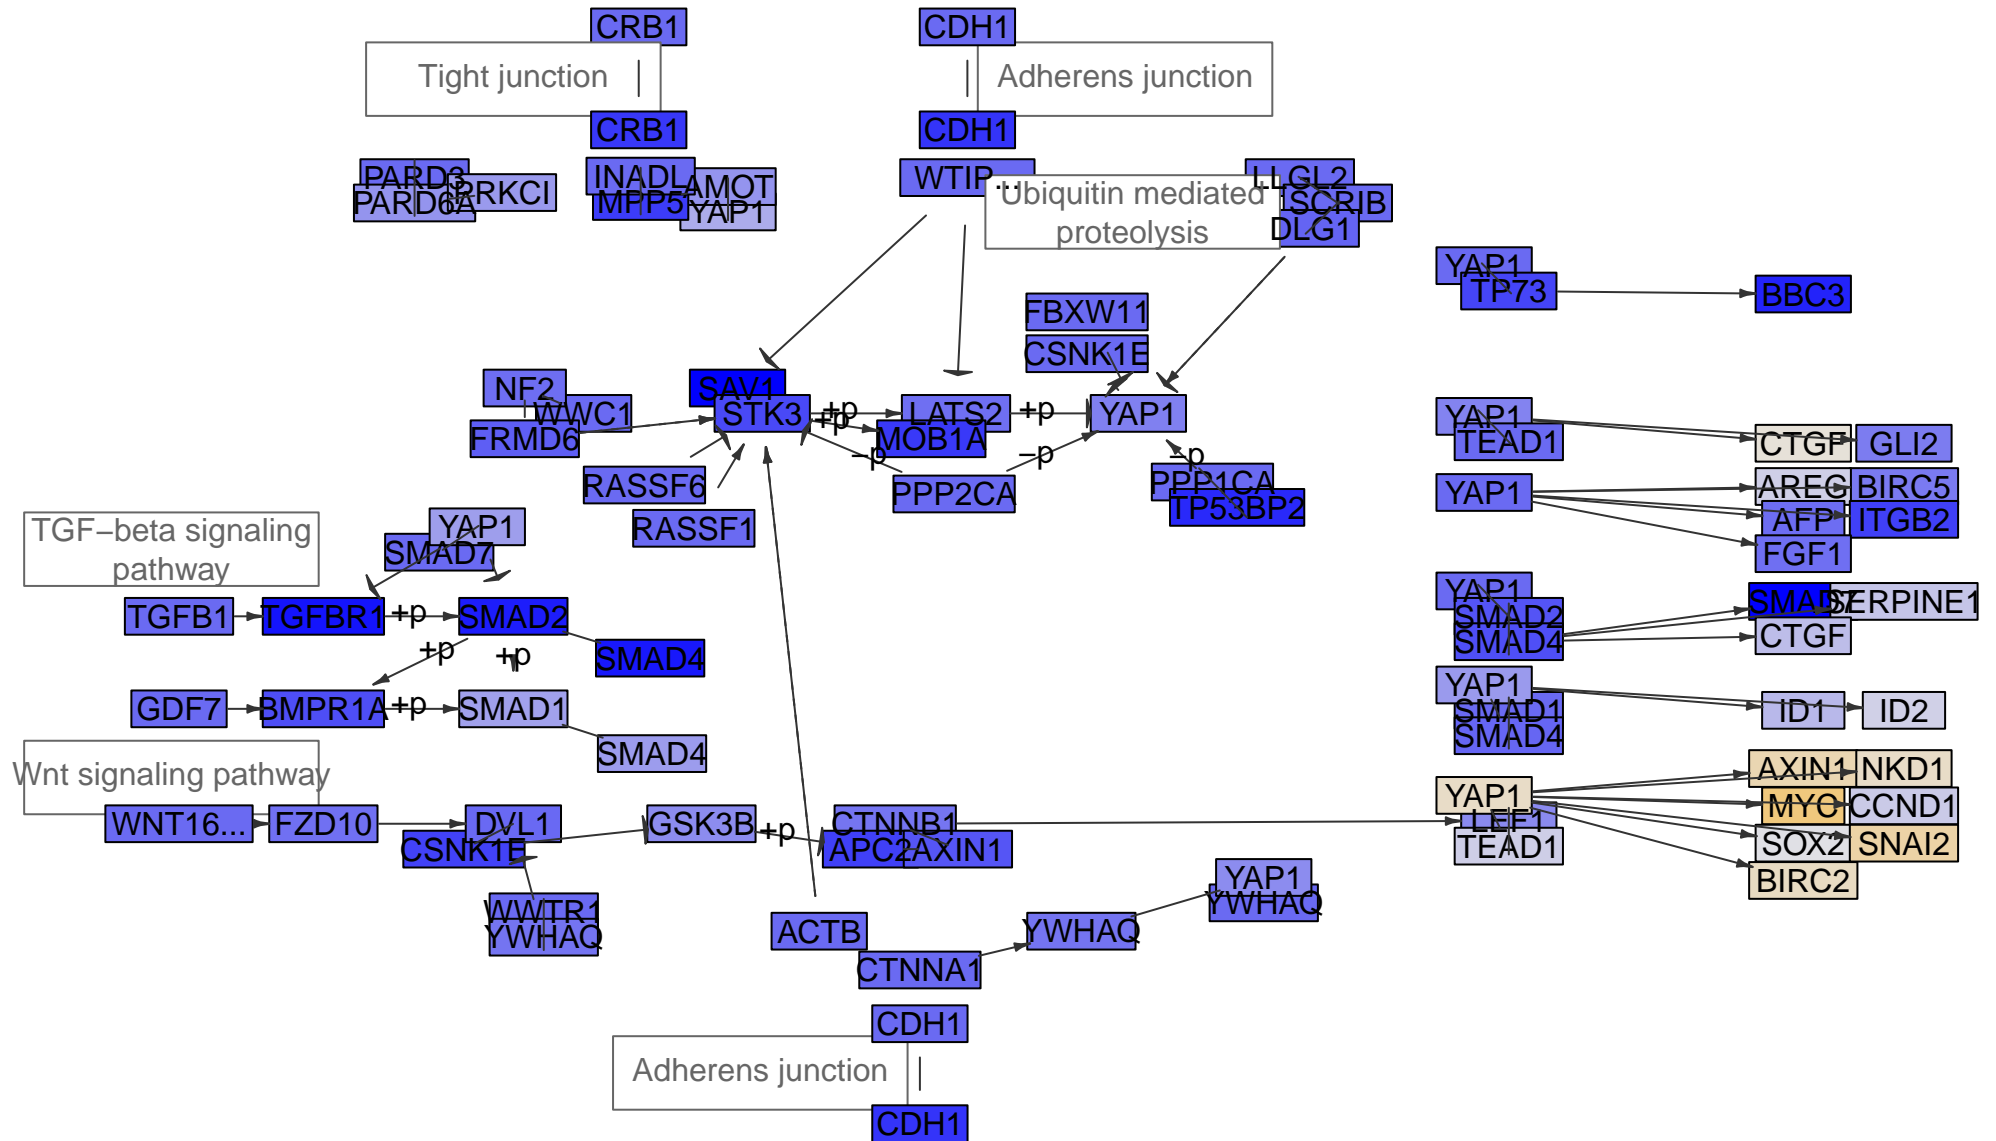 CRB1
CDH1
Tight junction
Adherens junction
CRB1
CDH1
PARD3
PRKCI
PARD6A
INADL
AMOT
MPP5
YAP1
WTIP...
LLGL2
Ubiquitin mediated
proteolysis
SCRIB
DLG1
YAP1
TP73
BBC3
FBXW11
CSNK1E
NF2
WWC1
FRMD6
SAV1
STK3
+p
+p
LATS2
MOB1A
+p
YAP1
−p
−p
−p
RASSF6
RASSF1
PPP2CA
PPP1CA
TP53BP2
YAP1
TEAD1
CTGF
GLI2
YAP1
AREG
BIRC5
AFP
ITGB2
FGF1
TGF−beta signaling
pathway
YAP1
SMAD7
TGFB1
TGFBR1
+p
SMAD2
+p
+p
SMAD4
YAP1
SMAD2
SMAD4
SMAD7
SERPINE1
CTGF
GDF7
BMPR1A
+p
SMAD1
SMAD4
YAP1
SMAD1
SMAD4
ID1
ID2
Wnt signaling pathway
WNT16...
FZD10
DVL1
CSNK1E
GSK3B
+p
CTNNB1
APC2
AXIN1
YAP1
LEF1
TEAD1
AXIN1
NKD1
MYC
CCND1
SOX2
SNAI2
BIRC2
WWTR1
YWHAQ
ACTB
CTNNA1
YWHAQ
YAP1
YWHAQ
CDH1
Adherens junction
CDH1